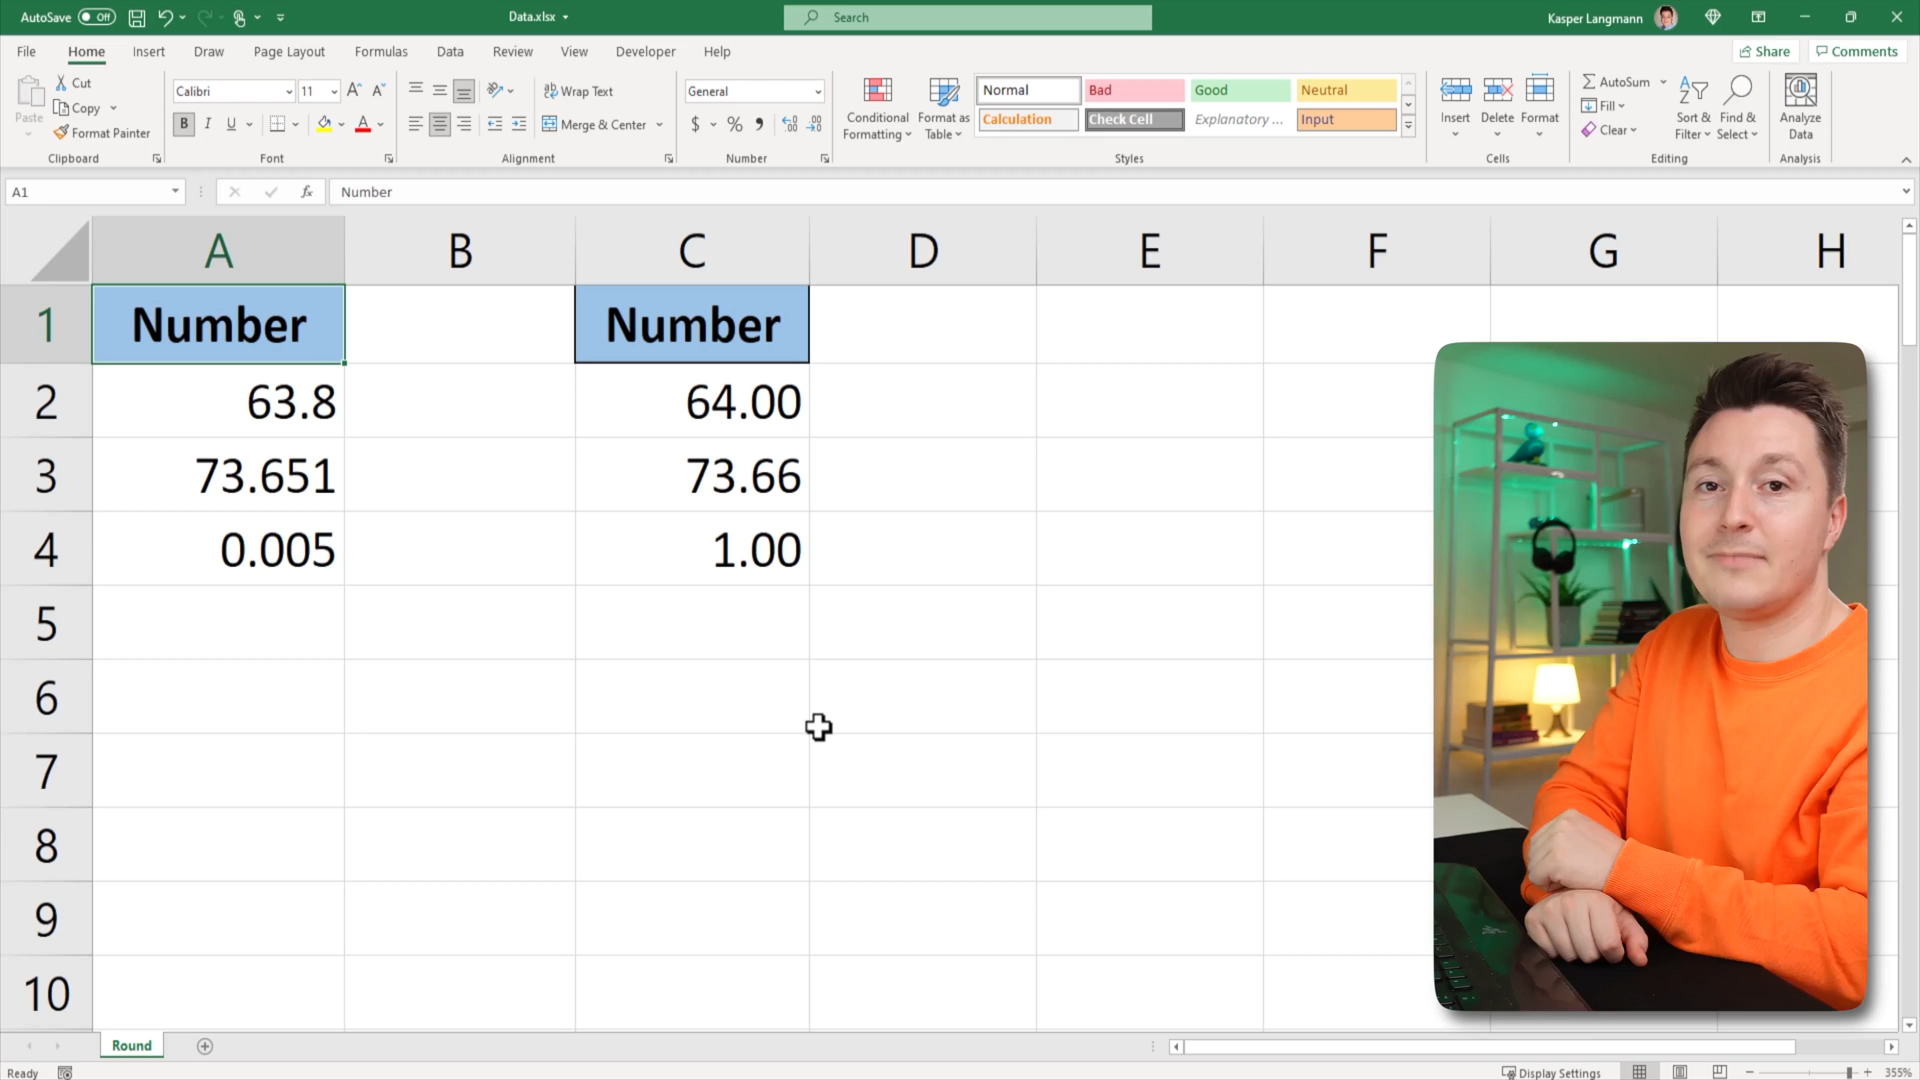 AutoSave Off Data.xlsx Search Kasper Langmann
File Home Insert Draw Page Layout Formulas Data Review View Developer Help Share Comments
Paste Cut Copy Format Painter Clipboard
Calibri 11 A A B I U A Font
Wrap Text Merge & Center Alignment
General $ % Number
Conditional Formatting Format as Table
Normal Bad Good Neutral
Calculation Check Cell Explanatory ... Input
Styles
Insert Delete Format Cells
AutoSum Fill Clear Sort & Filter Find & Select Editing
Analyze Data Analysis
A1 fx Number
A B C D E F G H
1 Number Number
2 63.8 64.00
3 73.651 73.66
4 0.005 1.00
5
6
7
8
9
10
Round
Ready Display Settings 355%